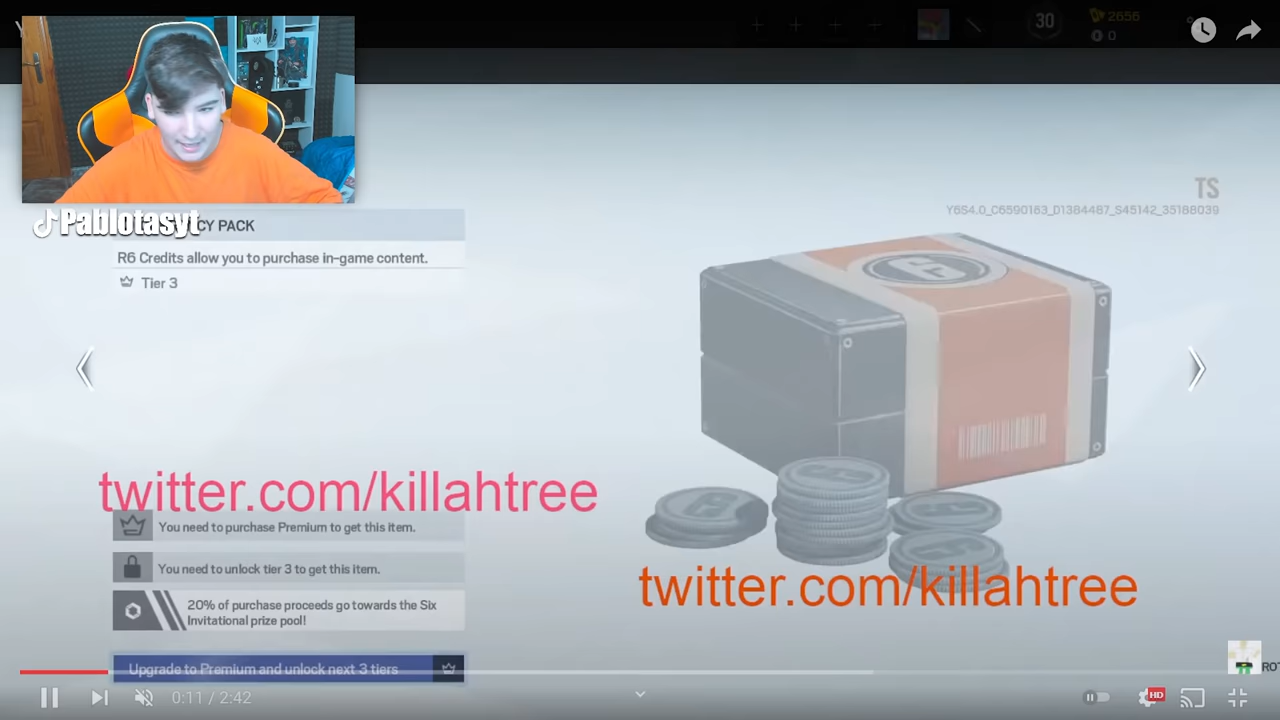 30
2656
0
TS
Y6S4.0_C6590163_D1384487_S45142_35188039
Pablotasyt
CY PACK
R6 Credits allow you to purchase in-game content.
Tier 3
twitter.com/killahtree
You need to purchase Premium to get this item.
You need to unlock tier 3 to get this item.
twitter.com/killahtree
20% of purchase proceeds go towards the Six
Invitational prize pool!
Upgrade to Premium and unlock next 3 tiers
0:11 / 2:42
HD